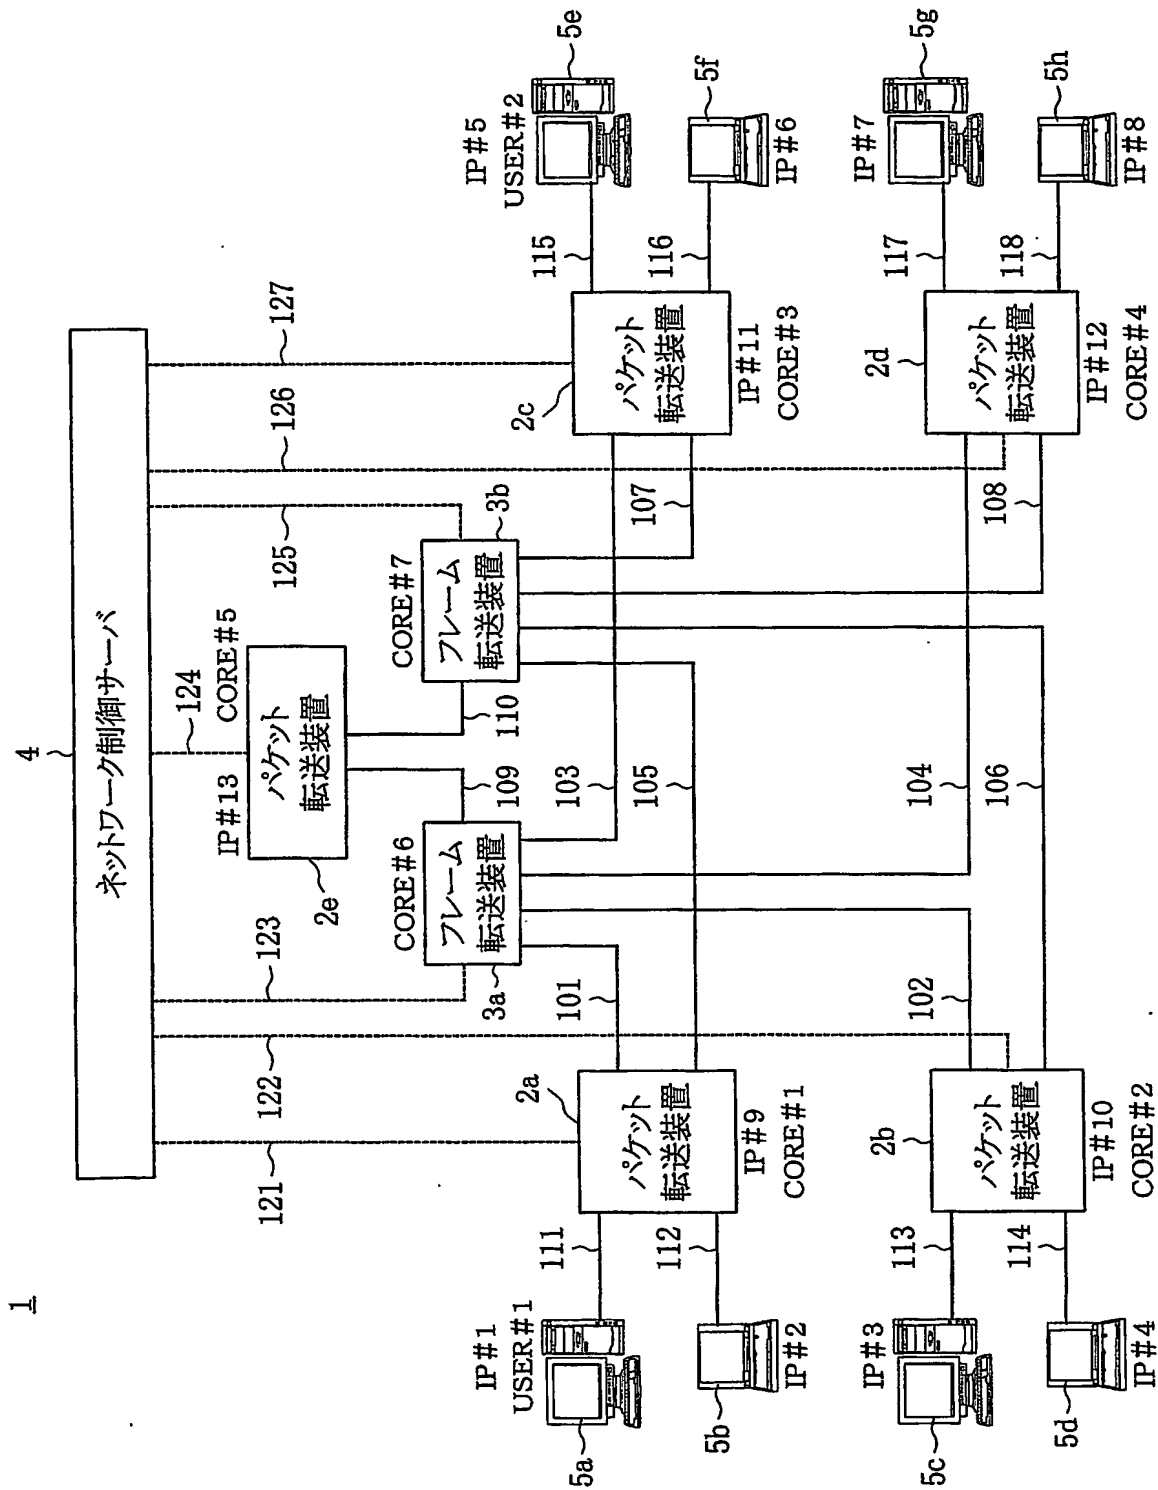 1
4
ネットワーク制御サーバ
121
122
123
124
125
126
127
IP#13
CORE#5
パケット
転送装置
2e
109
110
CORE#6
フレーム
転送装置
3a
CORE#7
フレーム
転送装置
3b
101
103
105
107
IP#1
USER#1
5a
111
IP#2
5b
112
2a
パケット
転送装置
IP#9
CORE#1
2c
パケット
転送装置
IP#11
CORE#3
115
IP#5
USER#2
5e
116
5f
IP#6
102
104
106
108
IP#3
5c
113
5d
IP#4
114
2b
パケット
転送装置
IP#10
CORE#2
2d
パケット
転送装置
IP#12
CORE#4
117
IP#7
5g
118
5h
IP#8